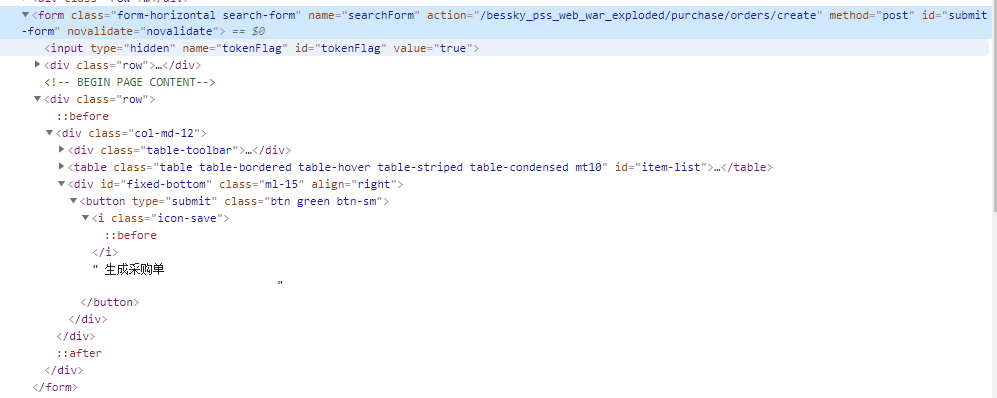 ▼<form class="form-horizontal search-form" name="searchForm" action="/bessky_pss_web_war_exploded/purchase/orders/create" method="post" id="submit
-form" novalidate="novalidate"> == $0
<input type="hidden" name="tokenFlag" id="tokenFlag" value="true">
▶<div class="row">…</div>
<!-- BEGIN PAGE CONTENT-->
▼<div class="row">
::before
▼<div class="col-md-12">
▶<div class="table-toolbar">…</div>
▶<table class="table table-bordered table-hover table-striped table-condensed mt10" id="item-list">…</table>
▼<div id="fixed-bottom" class="ml-15" align="right">
▼<button type="submit" class="btn green btn-sm">
▼<i class="icon-save">
::before
</i>
" 生成采购单
"
</button>
</div>
</div>
::after
</div>
</form>